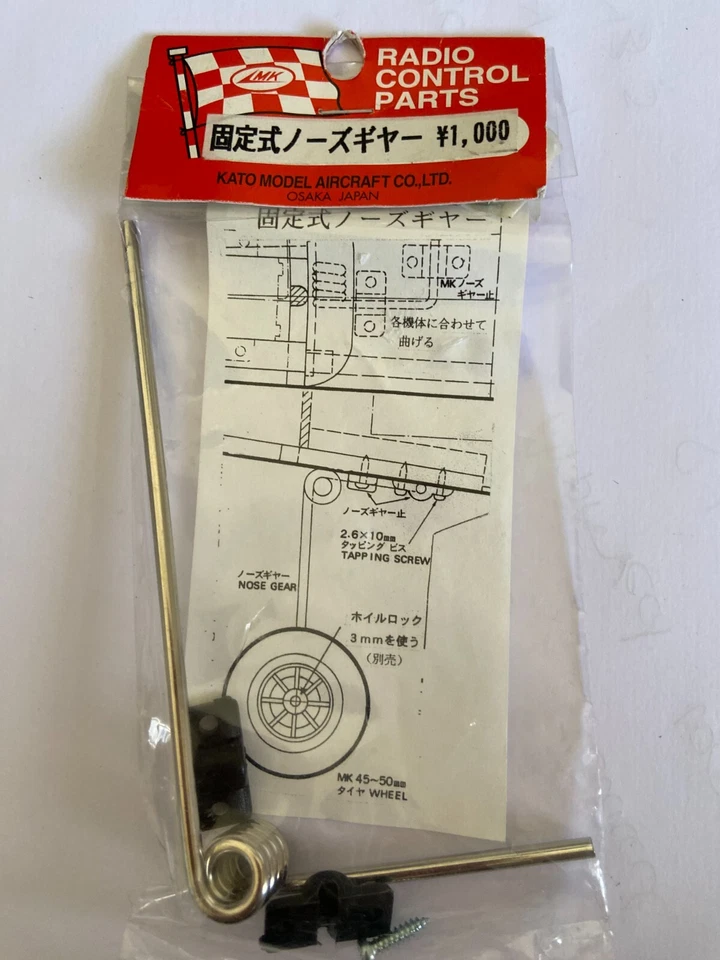 MK
RADIO
CONTROL
PARTS
固定式ノーズギヤー ¥1,000
KATO MODEL AIRCRAFT CO.,LTD.
OSAKA JAPAN
固定式ノーズギヤー
MKノーズ
ギヤー止
各機体に合わせて
曲げる
ノーズギヤー止
2.6×10mm
タッピング ビス
TAPPING SCREW
ノーズギヤー
NOSE GEAR
ホイルロック
3mmを使う
(別売)
MK 45~50mm
タイヤ WHEEL